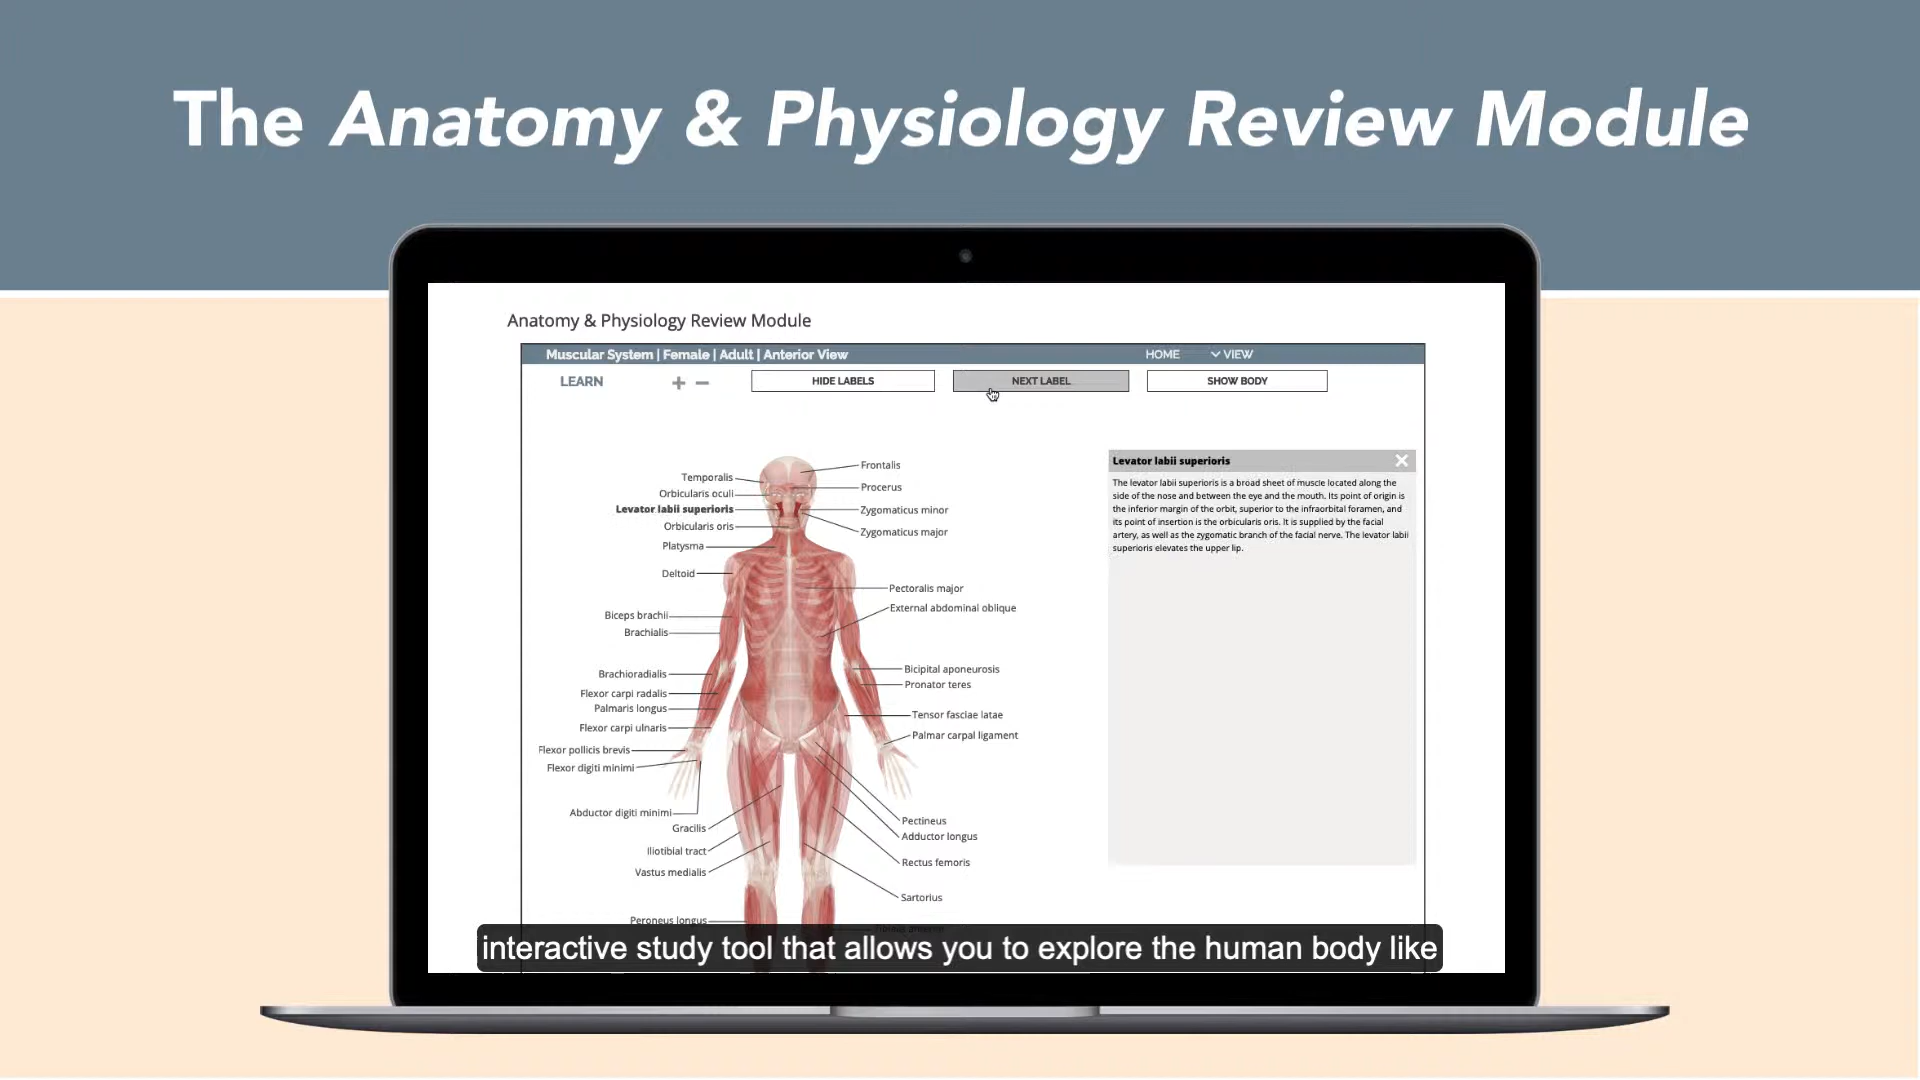 The Anatomy & Physiology Review Module
Anatomy & Physiology Review Module
Muscular System | Female | Adult | Anterior View
HOME
VIEW
LEARN
+ −
HIDE LABELS
NEXT LABEL
SHOW BODY
Temporalis
Orbicularis oculi
Levator labii superioris
Orbicularis oris
Platysma
Deltoid
Biceps brachii
Brachialis
Brachioradialis
Flexor carpi radalis
Palmaris longus
Flexor carpi ulnaris
Flexor pollicis brevis
Flexor digiti minimi
Abductor digiti minimi
Gracilis
Iliotibial tract
Vastus medialis
Peroneus longus
Frontalis
Procerus
Zygomaticus minor
Zygomaticus major
Pectoralis major
External abdominal oblique
Bicipital aponeurosis
Pronator teres
Tensor fasciae latae
Palmar carpal ligament
Pectineus
Adductor longus
Rectus femoris
Sartorius
Levator labii superioris
The levator labii superioris is a broad sheet of muscle located along the
side of the nose and between the eye and the mouth. Its point of origin is
the inferior margin of the orbit, superior to the infraorbital foramen, and
its point of insertion is the orbicularis oris. It is supplied by the facial
artery, as well as the zygomatic branch of the facial nerve. The levator labii
superioris elevates the upper lip.
interactive study tool that allows you to explore the human body like